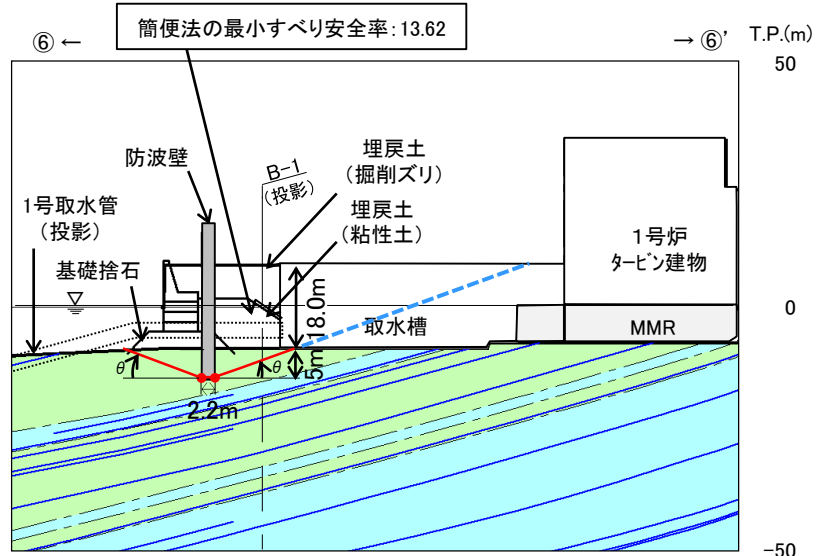 簡便法の最小すべり安全率:13.62
⑥ ←
→ ⑥'
T.P.(m)
50
防波壁
B-1
(投影)
埋戻土
(掘削ズリ)
埋戻土
(粘性土)
1号取水管
(投影)
基礎捨石
1号炉
タービン建物
▽
0
18.0m
取水槽
MMR
5m
θ
θ
2.2m
-50